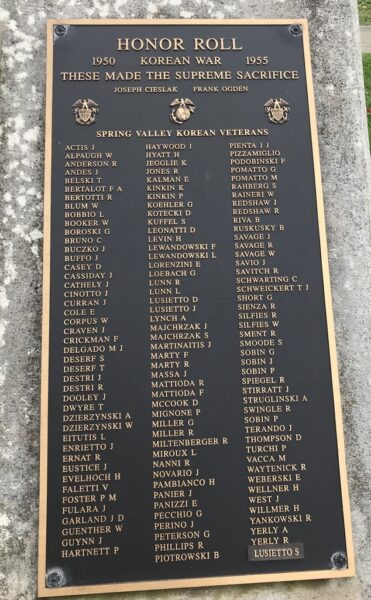 HONOR ROLL
1950 KOREAN WAR 1955
THESE MADE THE SUPREME SACRIFICE
JOSEPH CIESLAK FRANK OGDEN
SPRING VALLEY KOREAN VETERANS
ACTIS J
ALPAUGH W
ANDERSON R
ANDES J
BELSKI T
BERTALOT F A
BERTOTTI R
BLUM W
BOBBIO L
BOOKER W
BOROSKI G
BRUNO C
BUCZKO J
BUFFO J
CASEY D
CASSIDAY J
CATHELY J
CINOTTO J
CURRAN J
COLE E
CORPUS W
CRAVEN J
CRICKMAN F
DELGADO M J
DESERF S
DESERF T
DESTRI J
DESTRI R
DOOLEY J
DWYRE T
DZIERZYNSKI A
DZIERZYNSKI W
EITUTIS L
ENRIETTO J
ERNAT R
EUSTICE J
EVELHOCH H
FALETTI V
FOSTER P M
FULARA J
GARLAND J D
GUENTHER W
GUYNN J
HARTNETT P
HAYWOOD J
HYATT H
JEGGLIE K
JONES R
KALMAN E
KINKIN K
KINKIN P
KOEHLER G
KOTECKI D
KUFFEL S
LEONATTI D
LEVIN H
LEWANDOWSKI F
LEWANDOWSKI L
LORENZINI E
LOEBACH G
LUNN R
LUNN L
LUSIETTO D
LUSIETTO J
LYNCH A
MAJCHRZAK J
MAJCHRZAK S
MARTINAITIS J
MARTY F
MARTY R
MASSA J
MATTIODA R
MATTIODA F
MCCOOK D
MIGNONE P
MILLER G
MILLER R
MILTENBERGER R
MIROUX L
NANNI R
NOVARIO J
PAMBIANCO H
PANIER J
PANIZZI E
PECCHIO G
PERINO J
PETERSON G
PHILLIPS R
PIOTROWSKI B
PIENTA J J
PIZZAMIGLIO
PODOBINSKI F
POMATTO G
POMATTO M
RAHBERG S
RAINERI W
REDSHAW J
REDSHAW R
RIVA B
RUSKUSKY B
SAVAGE J
SAVAGE R
SAVAGE W
SAVIO J
SAVITCH R
SCHWARTING C
SCHWEICKERT T J
SHORT G
SIENZA R
SILFIES R
SILFIES W
SMENT R
SMOODE S
SOBIN G
SOBIN J
SOBIN P
SPIEGEL R
STIRRATT J
STRUGLINSKI A
SWINGLE R
SOBIN P
TERANDO J
THOMPSON D
TURCHI P
VACCA M
WAYTENICK R
WEBERSKI E
WELLNER H
WEST J
WILLMER H
YANKOWSKI R
YERLY A
YERLY R
LUSIETTO S